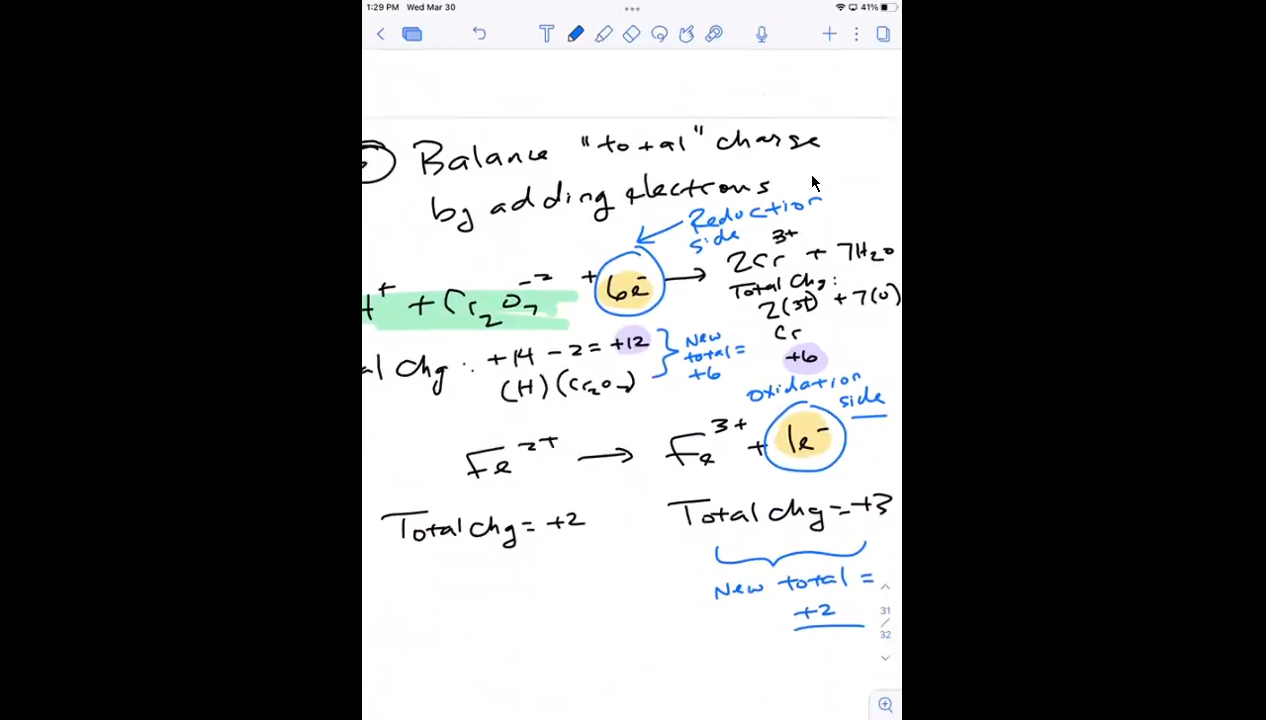 1:29 PM Wed Mar 30
41%
Balance "total" charge
by adding electrons
Reduction
side
H⁺ + Cr₂O₇⁻² + 6e⁻ → 2Cr³⁺ + 7H₂O
Total Chg:
2(3+) + 7(0)
Cr
+6
al Chg: +14 - 2 = +12
(H) (Cr₂O₇)
New
total =
+6
oxidation
side
Fe²⁺ → Fe³⁺ + 1e⁻
Total chg = +2
Total chg = +3
New total =
+2
31
/
32